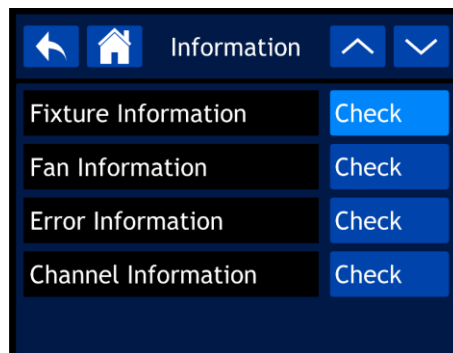 Information
Fixture Information Check
Fan Information Check
Error Information Check
Channel Information Check